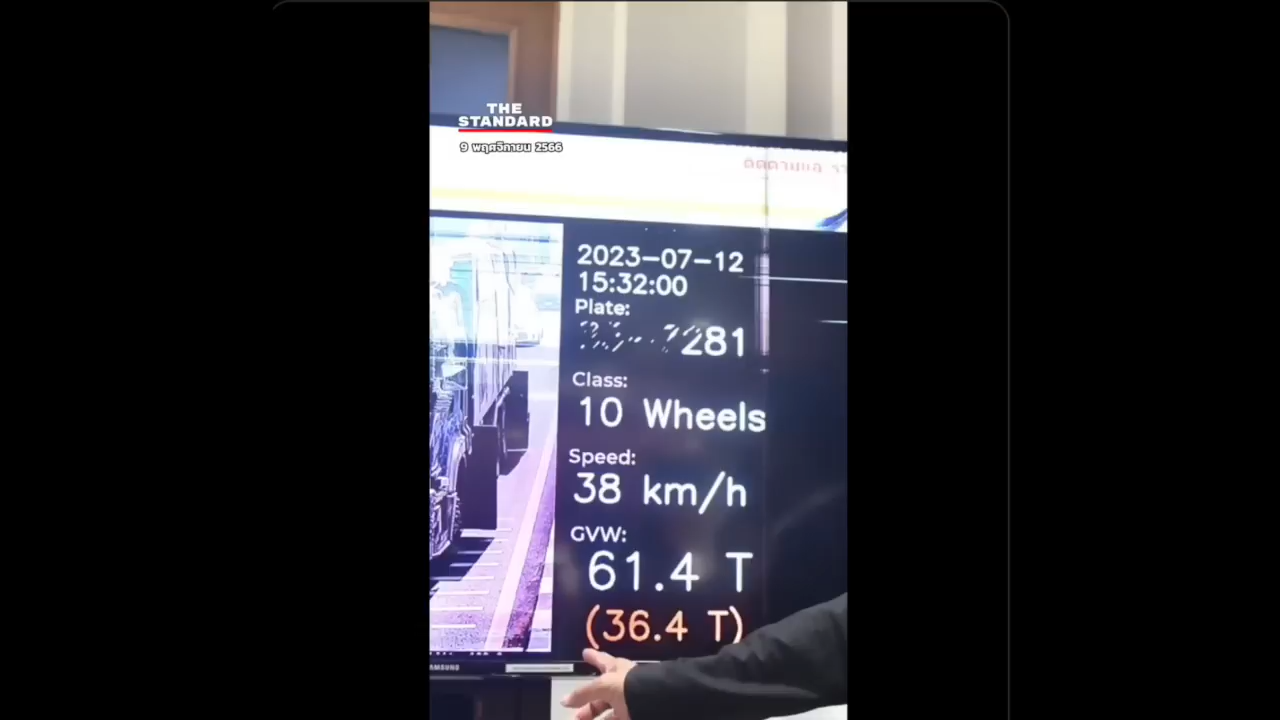 THE
STANDARD
9 พฤศจิกายน 2566
2023-07-12
15:32:00
Plate:
281
Class:
10 Wheels
Speed:
38 km/h
GVW:
61.4 T
(36.4 T)
SAMSUNG